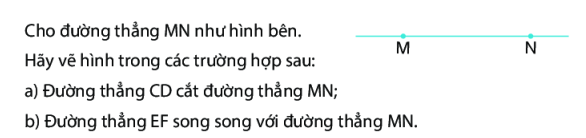 Cho đường thẳng MN như hình bên.
M N
Hãy vẽ hình trong các trường hợp sau:
a) Đường thẳng CD cắt đường thẳng MN;
b) Đường thẳng EF song song với đường thẳng MN.